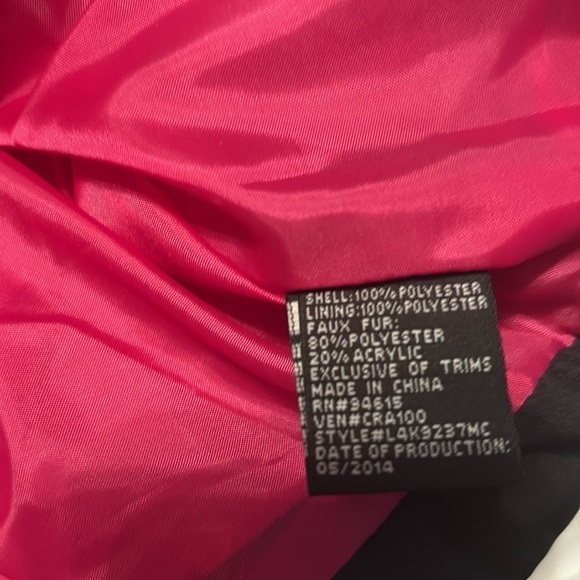 SHELL:100%POLYESTER
LINING:100%POLYESTER
FAUX FUR:
80%POLYESTER
20%ACRYLIC
EXCLUSIVE OF TRIMS
MADE IN CHINA
RN#94615
VEN#CRA100
STYLE#L4K9237MC
DATE OF PRODUCTION:
05/2014